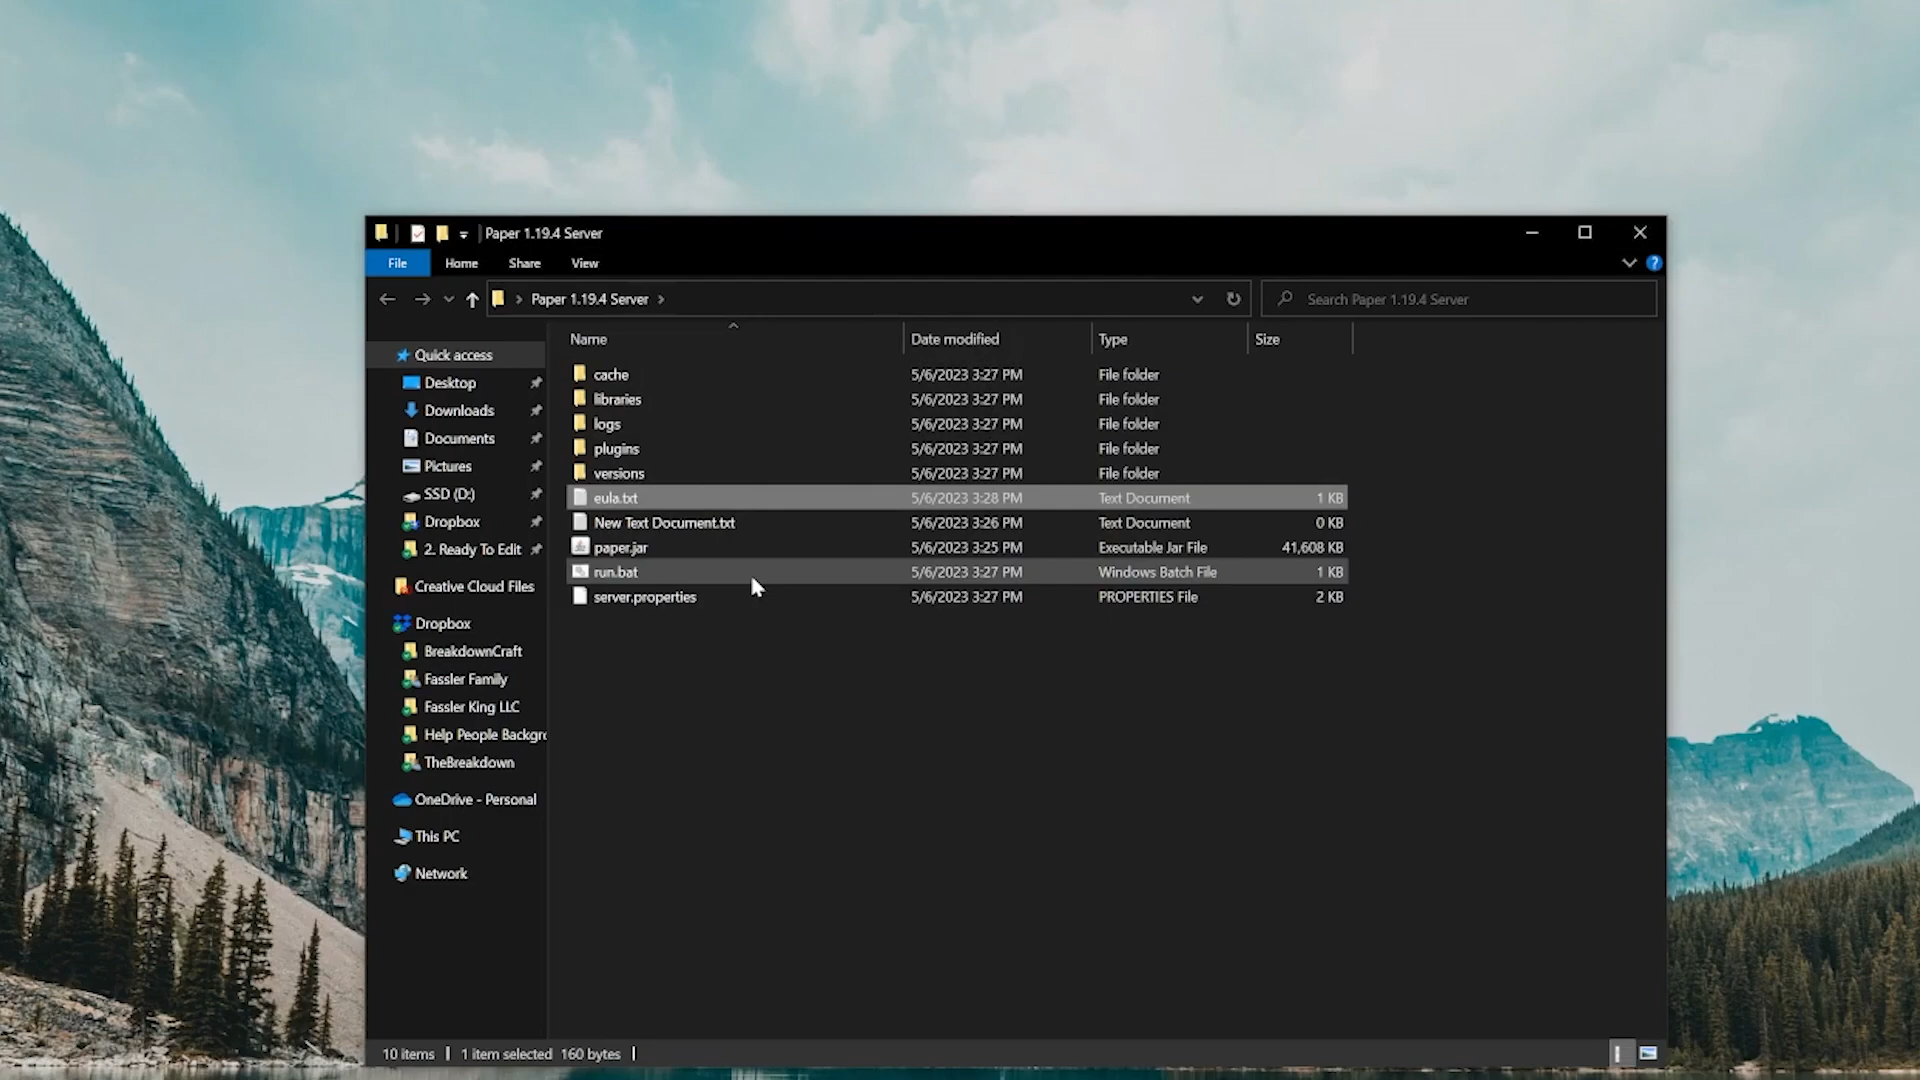 Paper 1.19.4 Server
File Home Share View
Paper 1.19.4 Server
Search Paper 1.19.4 Server
Name Date modified Type Size
Quick access
Desktop
Downloads
Documents
Pictures
SSD (D:)
Dropbox
2. Ready To Edit
Creative Cloud Files
Dropbox
BreakdownCraft
Fassler Family
Fassler King LLC
Help People Backgro
TheBreakdown
OneDrive - Personal
This PC
Network
cache 5/6/2023 3:27 PM File folder
libraries 5/6/2023 3:27 PM File folder
logs 5/6/2023 3:27 PM File folder
plugins 5/6/2023 3:27 PM File folder
versions 5/6/2023 3:27 PM File folder
eula.txt 5/6/2023 3:28 PM Text Document 1 KB
New Text Document.txt 5/6/2023 3:26 PM Text Document 0 KB
paper.jar 5/6/2023 3:25 PM Executable Jar File 41,608 KB
run.bat 5/6/2023 3:27 PM Windows Batch File 1 KB
server.properties 5/6/2023 3:27 PM PROPERTIES File 2 KB
10 items 1 item selected 160 bytes